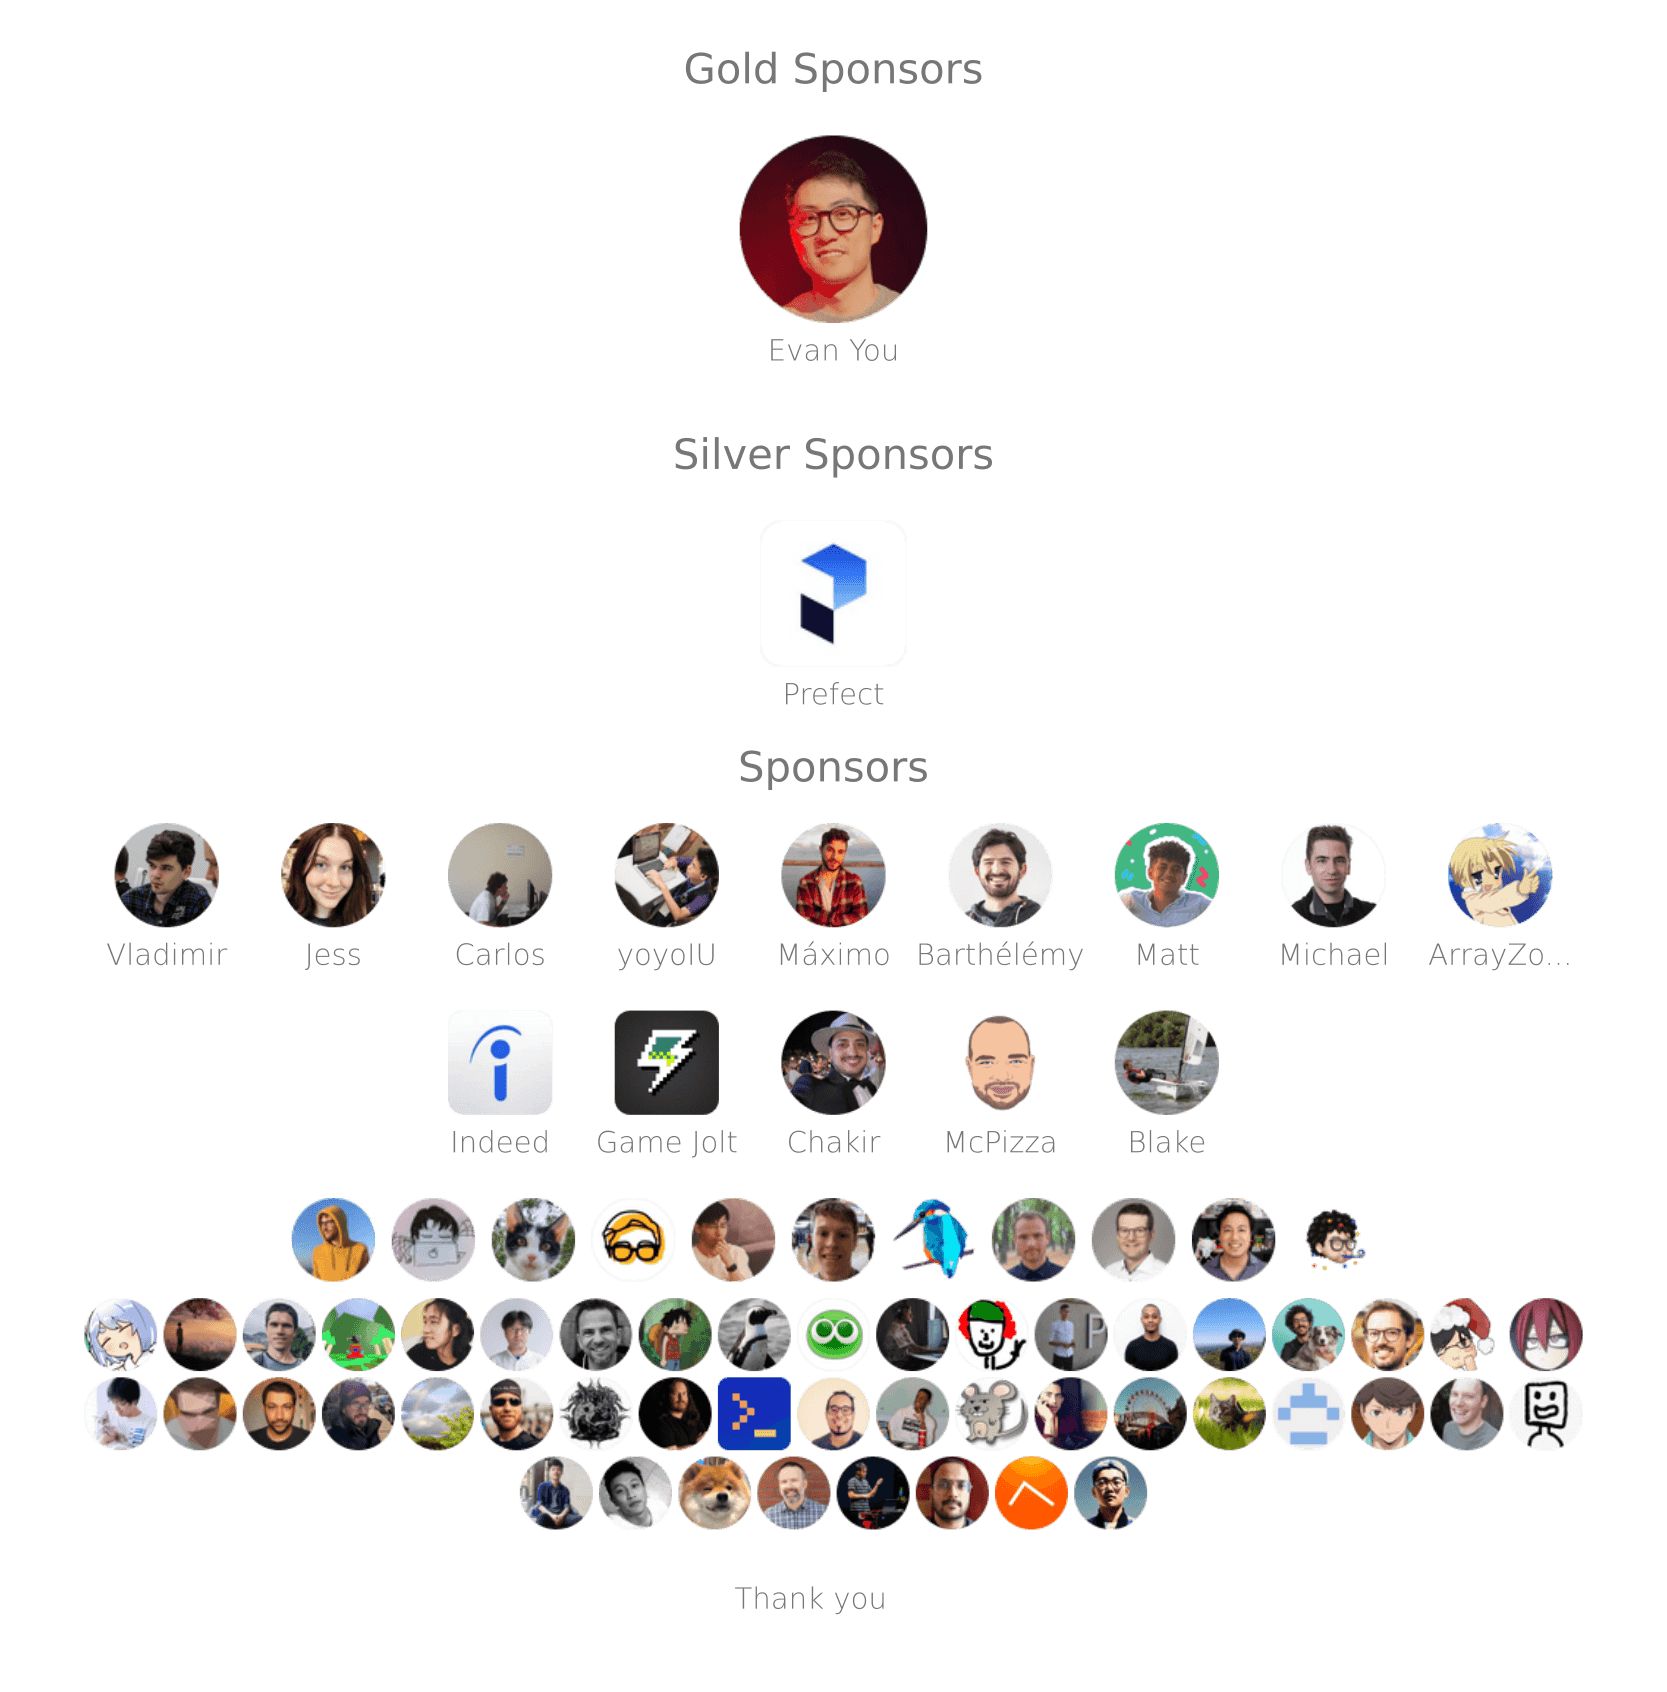 Gold Sponsors
Evan You
Silver Sponsors
Prefect
Sponsors
Vladimir Jess Carlos yoyolU Máximo Barthélémy Matt Michael ArrayZo...
Indeed Game Jolt Chakir McPizza Blake
Thank you